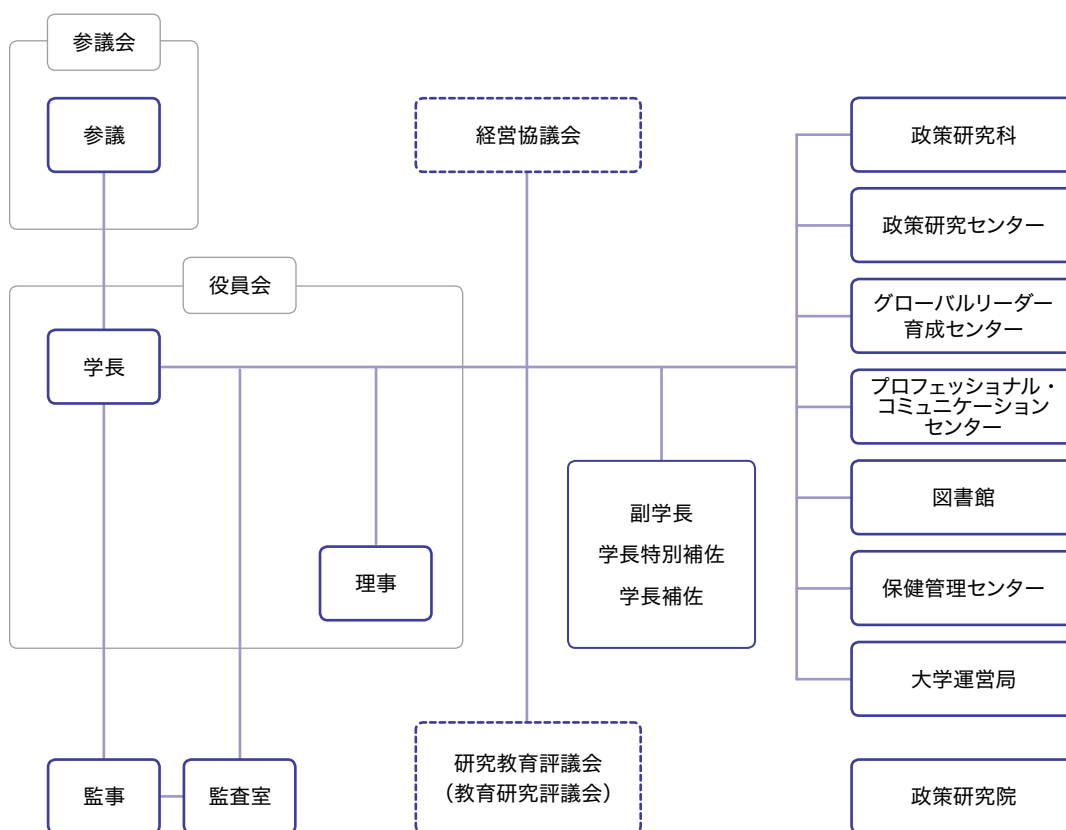 参議会
参議
役員会
学長
理事
監事
監査室
経営協議会
研究教育評議会
（教育研究評議会）
副学長
学長特別補佐
学長補佐
政策研究科
政策研究センター
グローバルリーダー
育成センター
プロフェッショナル・
コミュニケーション
センター
図書館
保健管理センター
大学運営局
政策研究院